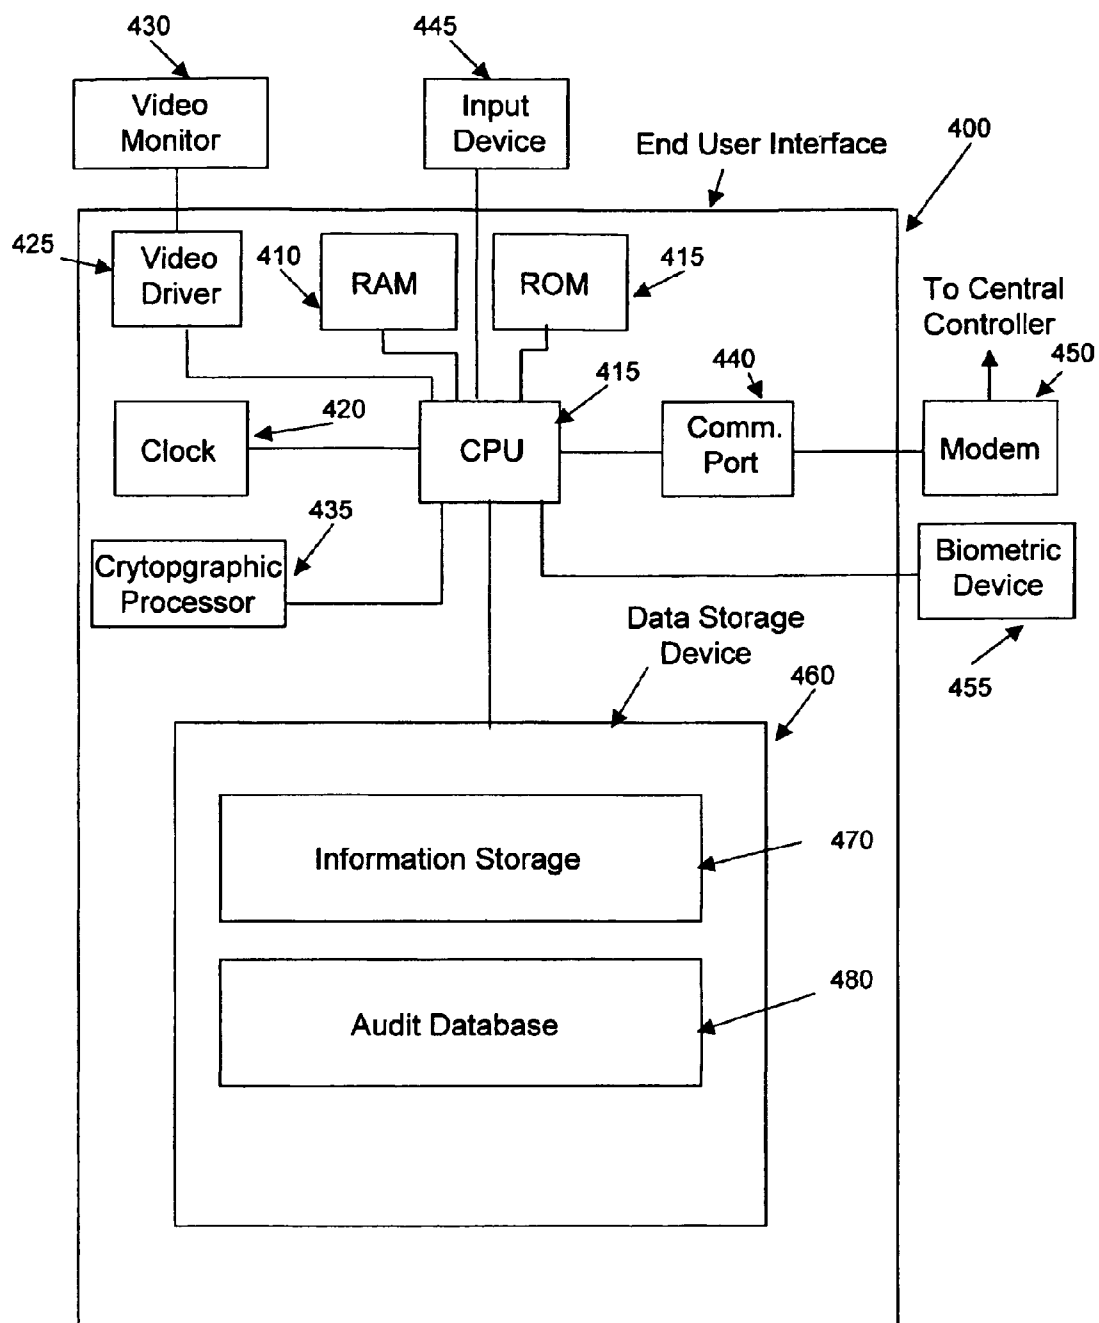 430
445
Video
Monitor
Input
Device
End User Interface
400
425
Video
Driver
410
RAM
ROM
415
To Central
Controller
440
450
415
420
Clock
CPU
Comm.
Port
Modem
435
Crytopgraphic
Processor
Biometric
Device
455
Data Storage
Device
460
Information Storage
470
Audit Database
480